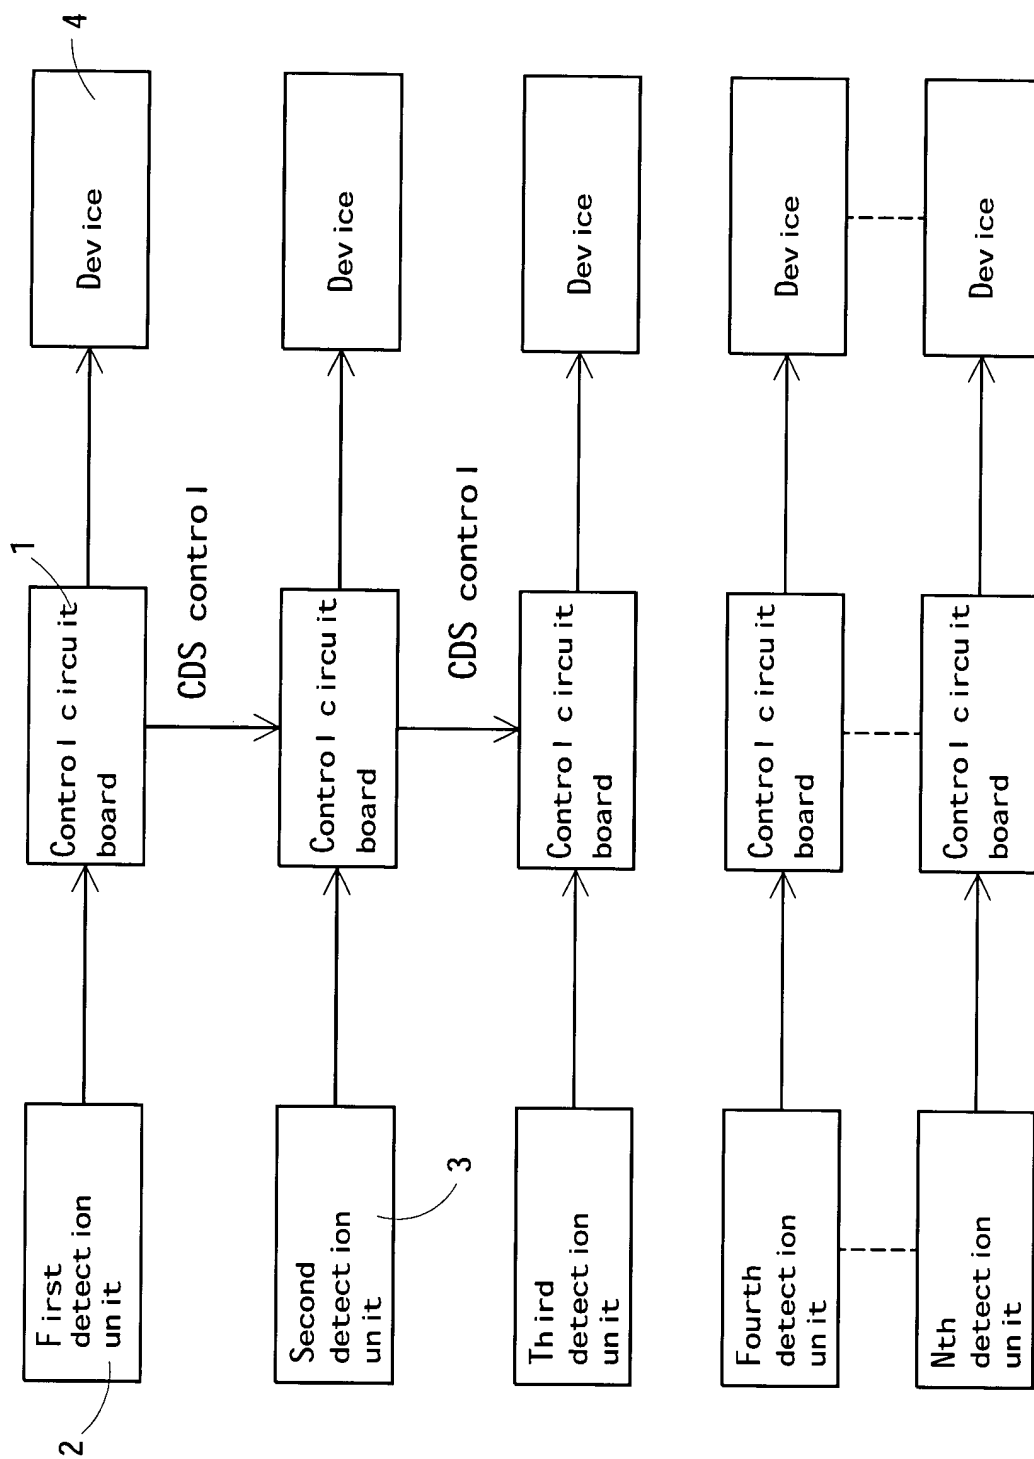 2
First
detection
unit
1
Control circuit
board
4
Device
CDS control
Second
detection
unit
3
Control circuit
board
Device
CDS control
Third
detection
unit
Control circuit
board
Device
Fourth
detection
unit
Control circuit
board
Device
Nth
detection
unit
Control circuit
board
Device